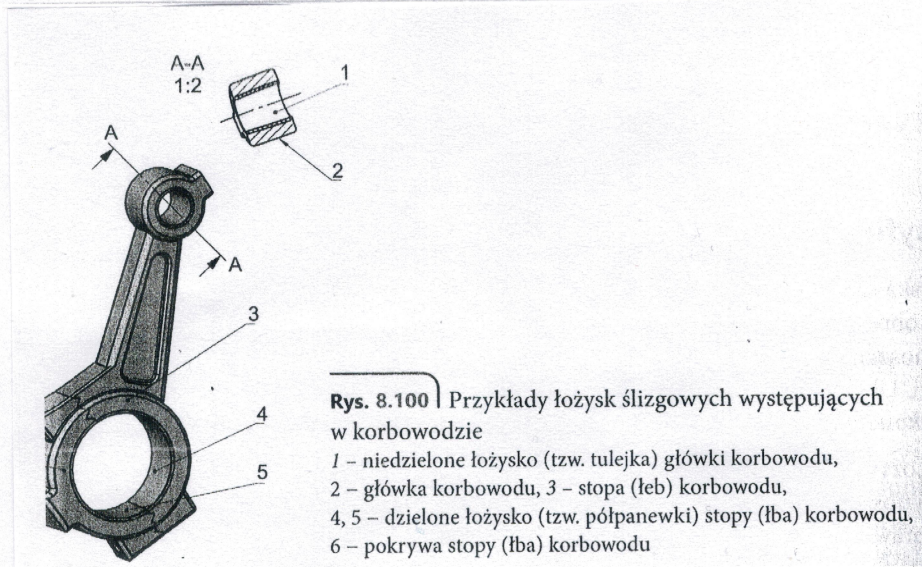 A-A
1:2
1
A
2
A
3
4
5
Rys. 8.100 Przykłady łożysk ślizgowych występujących
w korbowodzie
1 – niedzielone łożysko (tzw. tulejka) główki korbowodu,
2 – główka korbowodu, 3 – stopa (łeb) korbowodu,
4, 5 – dzielone łożysko (tzw. półpanewki) stopy (łba) korbowodu,
6 – pokrywa stopy (łba) korbowodu